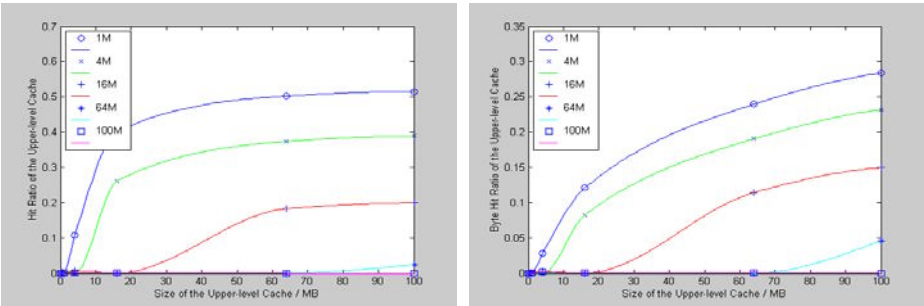 0.7
0.6
0.5
0.4
0.3
0.2
0.1
0
Hit Ratio of the Upper-level Cache
1M
4M
16M
64M
100M
0 10 20 30 40 50 60 70 80 90 100
Size of the Upper-level Cache / MB
0.35
0.3
0.25
0.2
0.15
0.1
0.05
0
Byte Hit Ratio of the Upper-level Cache
1M
4M
16M
64M
100M
0 10 20 30 40 50 60 70 80 90 100
Size of the Upper-level Cache / MB